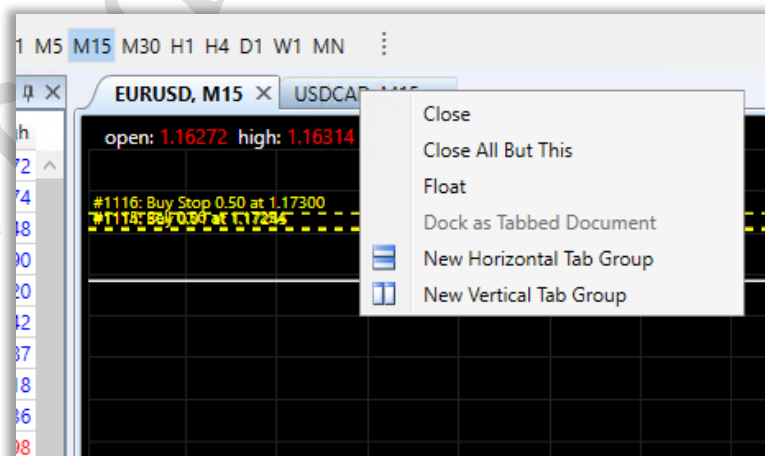 1 M5 M15 M30 H1 H4 D1 W1 MN
EURUSD, M15 USDCAD, M15
gh
open: 1.16272 high: 1.16314
Close
Close All But This
Float
Dock as Tabbed Document
New Horizontal Tab Group
New Vertical Tab Group
#1116: Buy Stop 0.50 at 1.17300
72
74
48
90
20
42
37
18
36
98